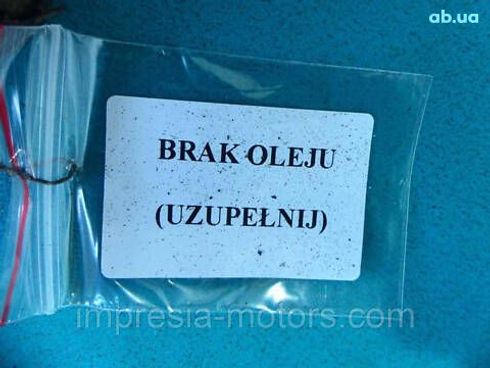 ab.ua
BRAK OLEJU
(UZUPEŁNIJ)
impresia-motors.com